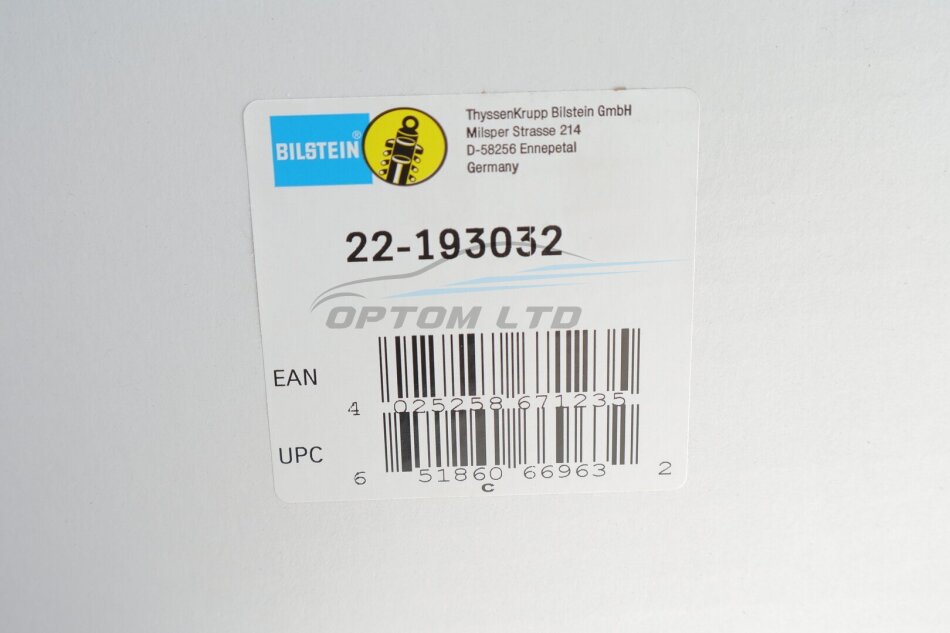 BILSTEIN®
ThyssenKrupp Bilstein GmbH
Milsper Strasse 214
D-58256 Ennepetal
Germany
22-193032
OPTOM LTD
EAN
4 025258 671235
UPC
6 51860 66963 2
C